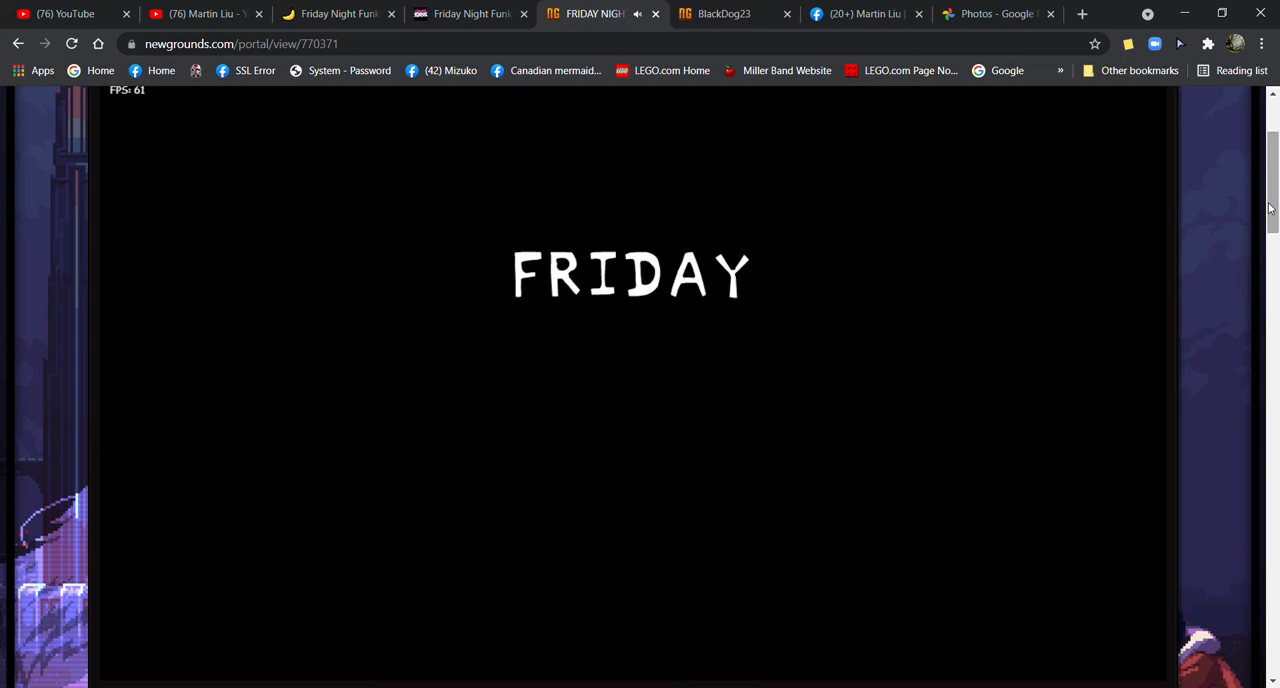 (76) YouTube
(76) Martin Liu - Y
Friday Night Funk
Friday Night Funk
FRIDAY NIGH
BlackDog23
(20+) Martin Liu |
Photos - Google
newgrounds.com/portal/view/770371
Apps
Home
Home
SSL Error
System - Password
(42) Mizuko
Canadian mermaid...
LEGO.com Home
Miller Band Website
LEGO.com Page No...
Google
»
Other bookmarks
Reading list
FPS: 61
FRIDAY